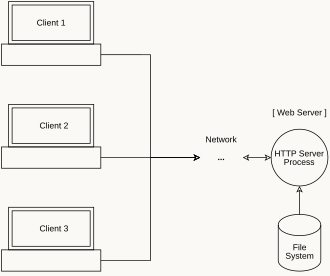 Client 1
[ Web Server ]
Client 2
Network
...
HTTP Server
Process
Client 3
File
System